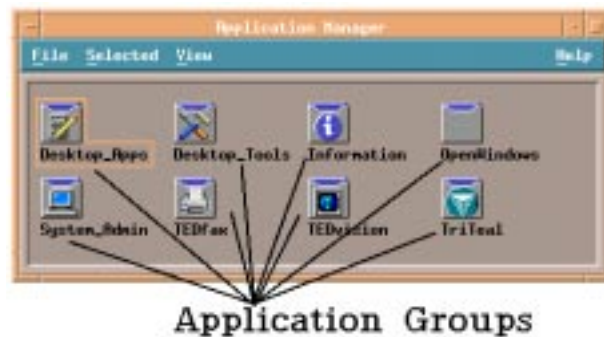 Application Manager
File Selected View Help
Desktop_Apps Desktop_Tools Information OpenWindows
System_Admin TEDfax TEDvision TriTeal
Application Groups